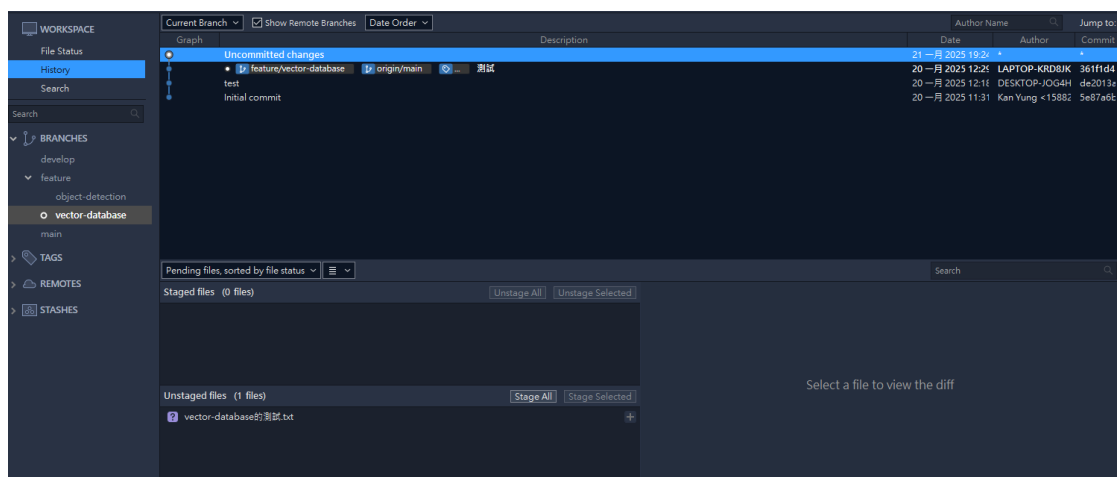 WORKSPACE
File Status
History
Search
Search
BRANCHES
develop
feature
object-detection
vector-database
main
TAGS
REMOTES
STASHES
Current Branch Show Remote Branches Date Order Author Name Jump to:
Graph Description Date Author Commit
Uncommitted changes 21 一月 2025 19:24 * *
feature/vector-database origin/main ... 測試 20 一月 2025 12:29 LAPTOP-KRD8JK 361f1d4
test 20 一月 2025 12:18 DESKTOP-JOG4H de2013a
Initial commit 20 一月 2025 11:31 Kan Yung <15882 5e87a6b
Pending files, sorted by file status Search
Staged files (0 files) Unstage All Unstage Selected
Select a file to view the diff
Unstaged files (1 files) Stage All Stage Selected
? vector-database的測試.txt +